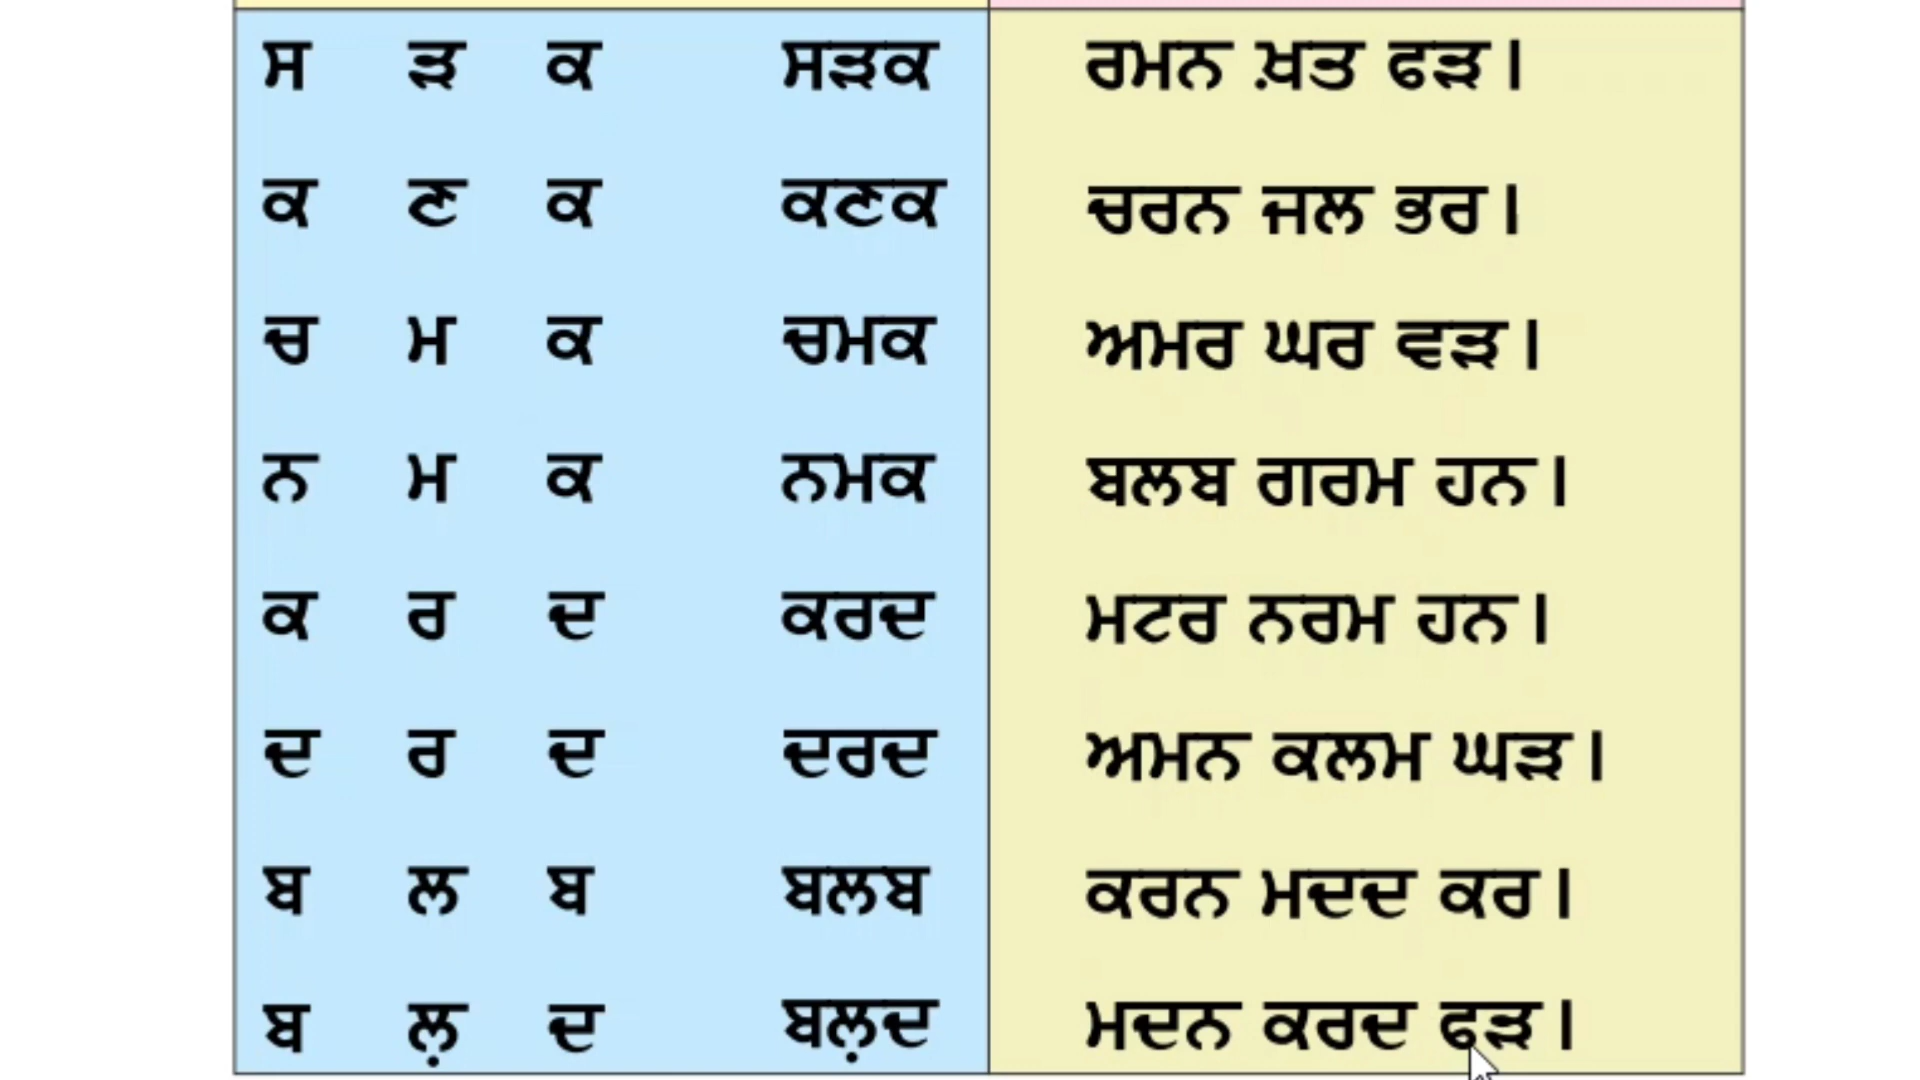 ਸ ੜ ਕ ਸੜਕ ਰਮਨ ਖ਼ਤ ਫੜ।
ਕ ਣ ਕ ਕਣਕ ਚਰਨ ਜਲ ਭਰ।
ਚ ਮ ਕ ਚਮਕ ਅਮਰ ਘਰ ਵੜ।
ਨ ਮ ਕ ਨਮਕ ਬਲਬ ਗਰਮ ਹਨ।
ਕ ਰ ਦ ਕਰਦ ਮਟਰ ਨਰਮ ਹਨ।
ਦ ਰ ਦ ਦਰਦ ਅਮਨ ਕਲਮ ਘੜ।
ਬ ਲ ਬ ਬਲਬ ਕਰਨ ਮਦਦ ਕਰ।
ਬ ਲ਼ ਦ ਬਲ਼ਦ ਮਦਨ ਕਰਦ ਫੜ।